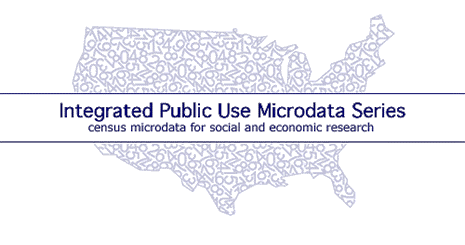 Integrated Public Use Microdata Series
census microdata for social and economic research